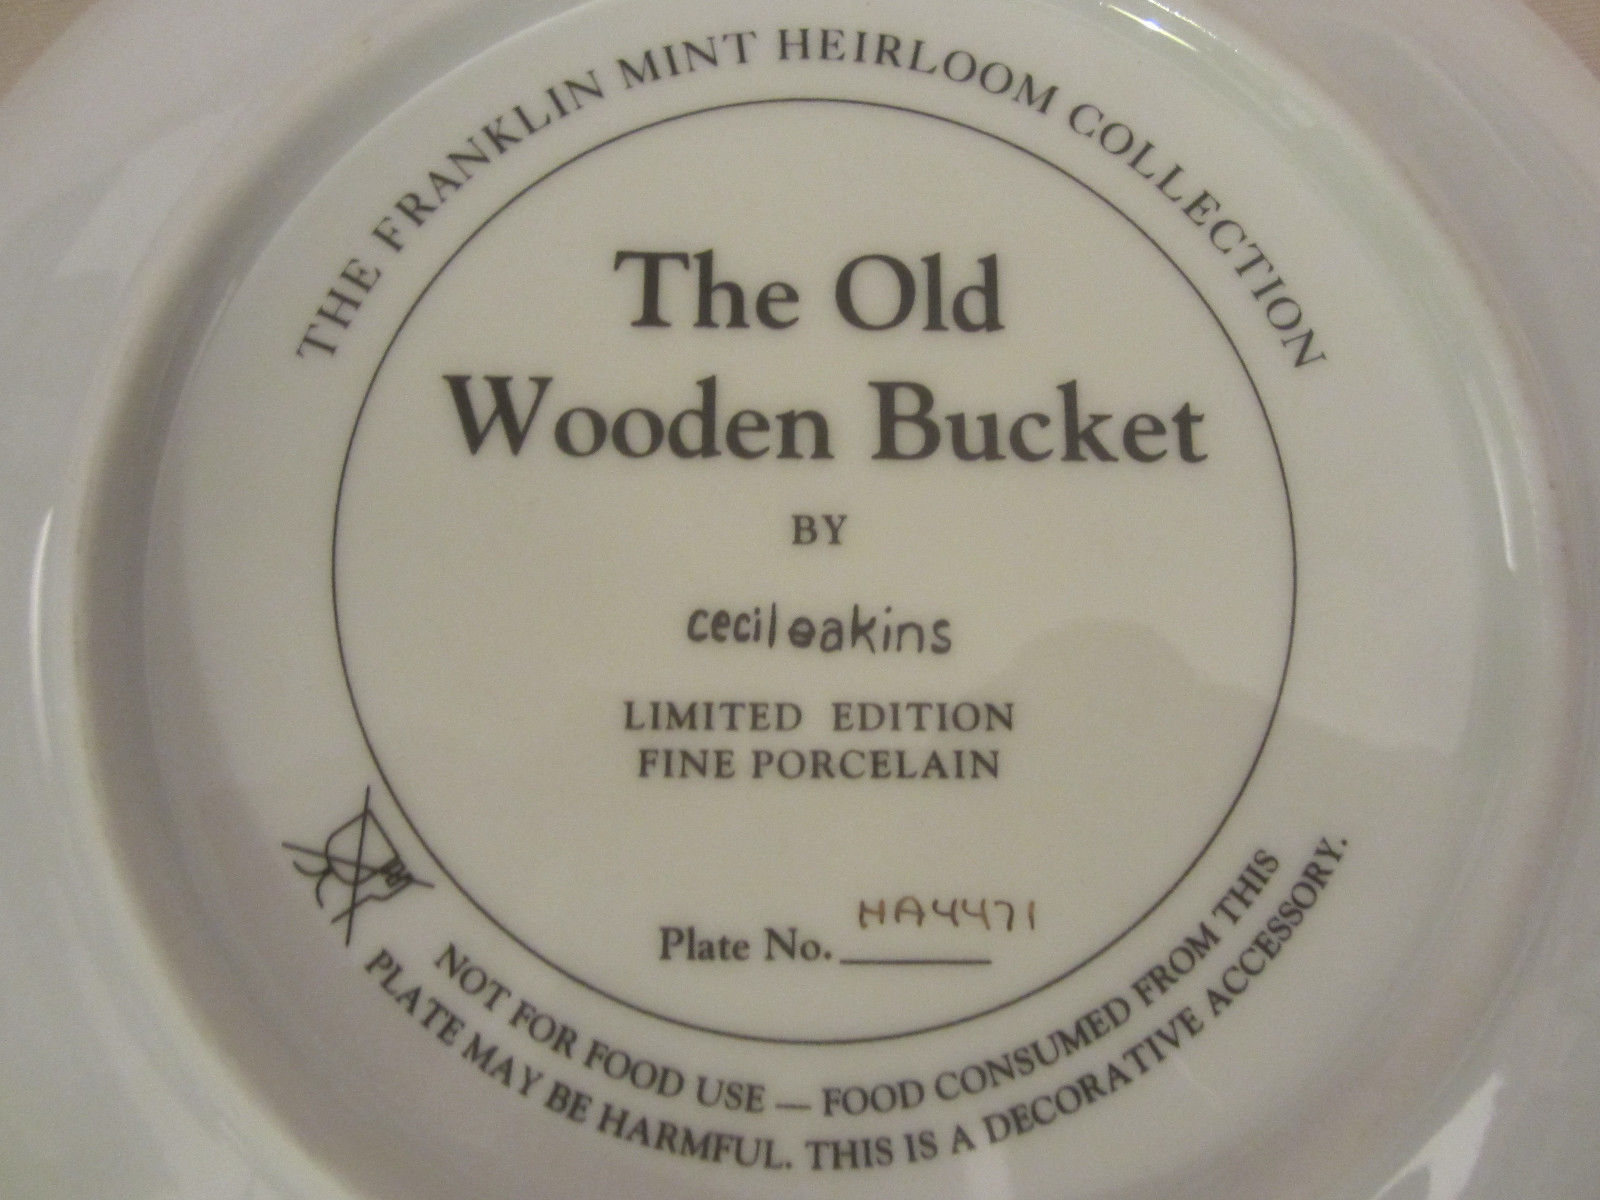 THE FRANKLIN MINT HEIRLOOM COLLECTION
The Old
Wooden Bucket
BY
cecil eakins
LIMITED EDITION
FINE PORCELAIN
Plate No. HA4471
NOT FOR FOOD USE — FOOD CONSUMED FROM THIS
PLATE MAY BE HARMFUL. THIS IS A DECORATIVE ACCESSORY.